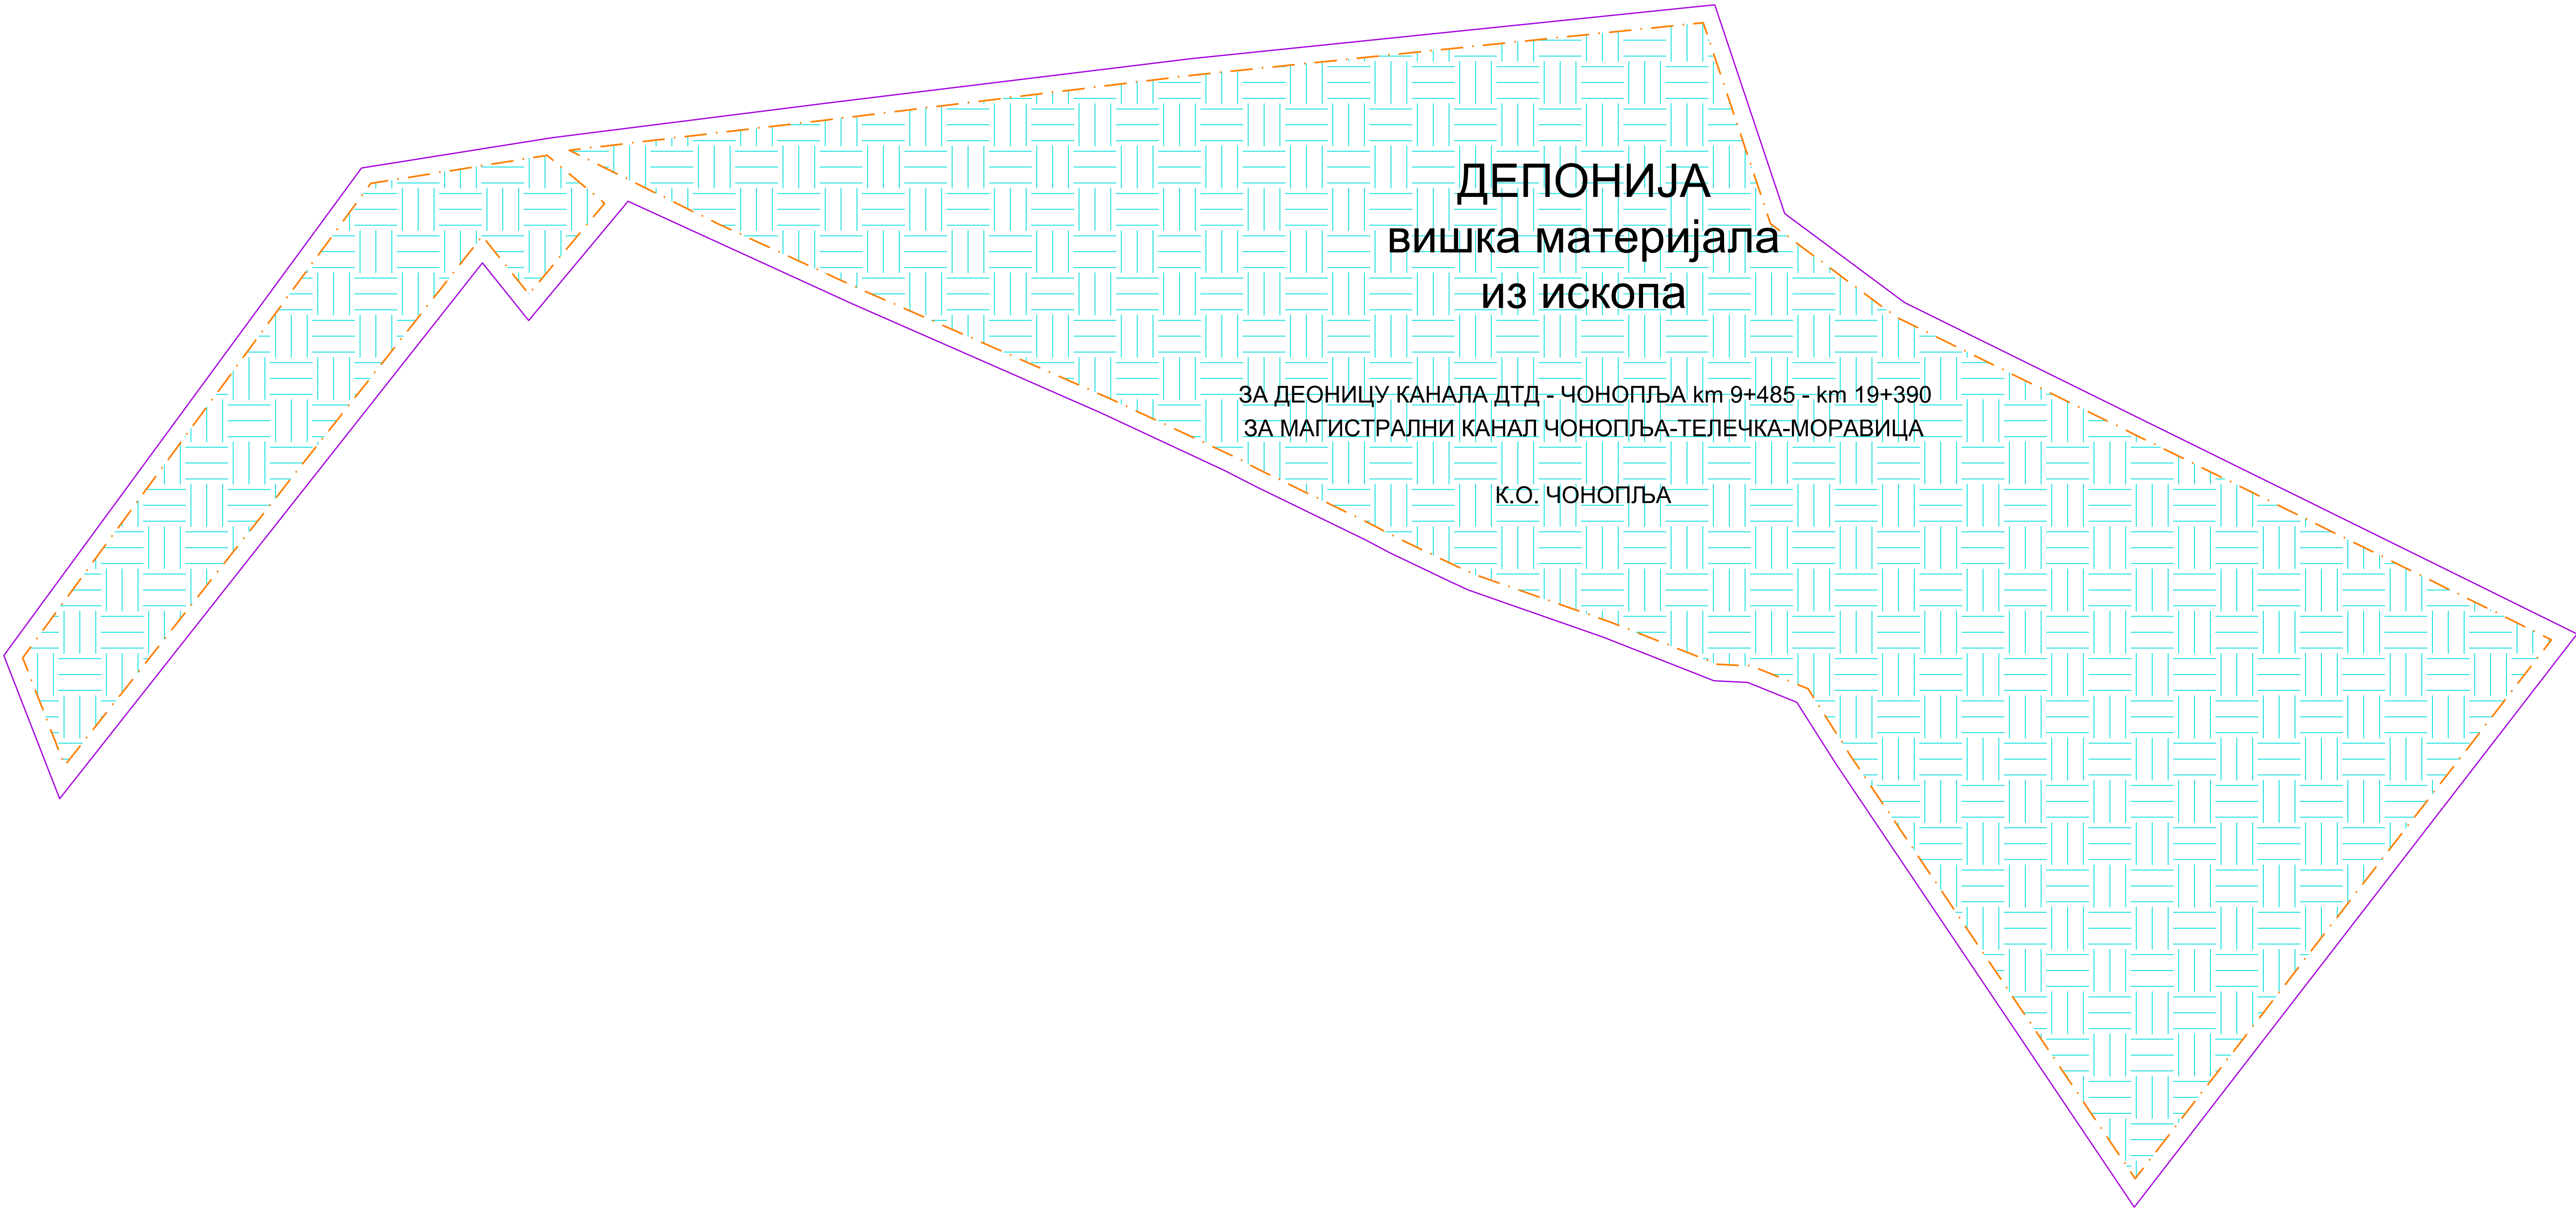 ДЕПОНИЈА
вишка материјала
из ископа
ЗА ДЕОНИЦУ КАНАЛА ДТД - ЧОНОПЉА km 9+485 - km 19+390
ЗА МАГИСТРАЛНИ КАНАЛ ЧОНОПЉА-ТЕЛЕЧКА-МОРАВИЦА
К.О. ЧОНОПЉА